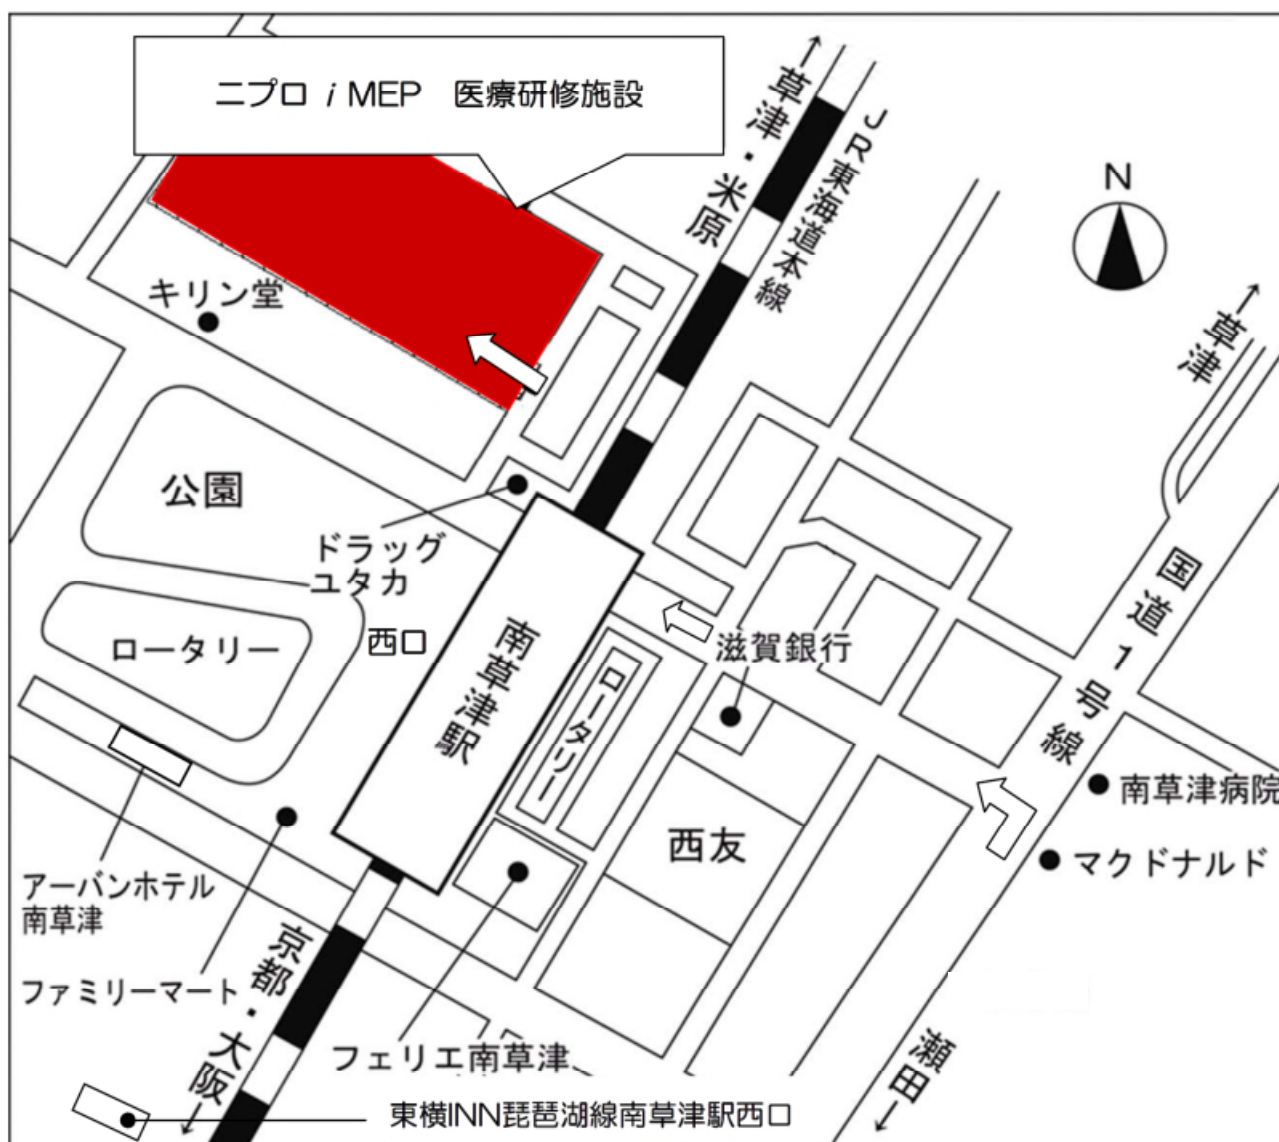 ニプロ i MEP 医療研修施設
←草津・米原
JR東海道本線
N
←草津
キリン堂
公園
ドラッグ
ユタカ
国道1号線
ロータリー
西口
南草津駅
滋賀銀行
ロータリー
南草津病院
西友
マクドナルド
アーバンホテル
南草津
ファミリーマート
京都・大阪→
フェリエ南草津
瀬田→
東横INN琵琶湖線南草津駅西口